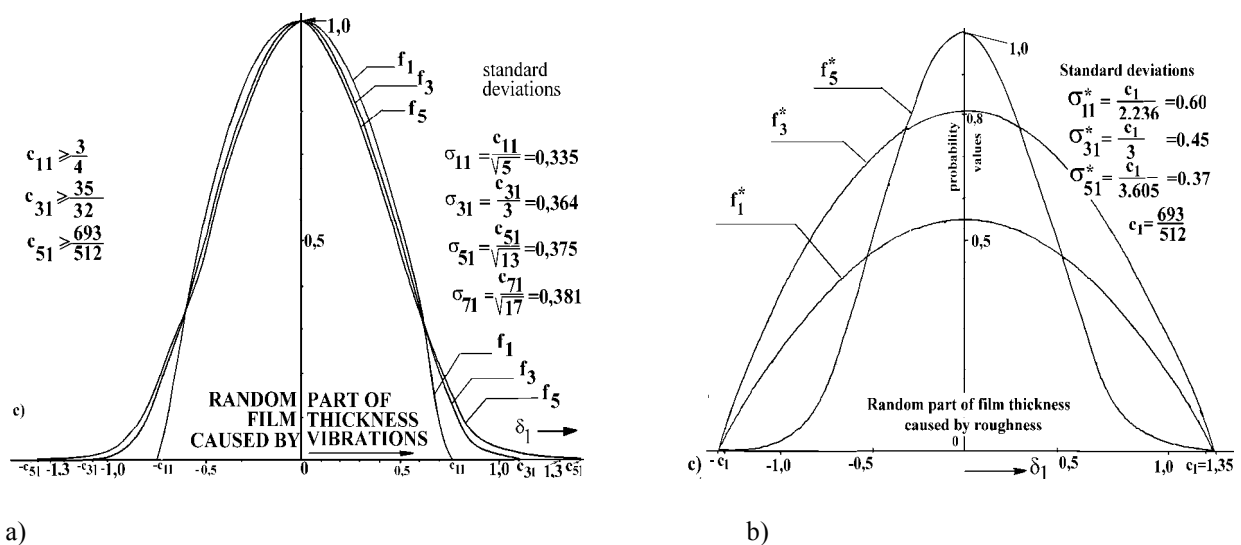 1,0
f₁
f₃
f₅
standard
deviations
c₁₁ ⩾ 3/4
c₃₁ ⩾ 35/32
c₅₁ ⩾ 693/512
σ₁₁ = c₁₁/√5 = 0,335
σ₃₁ = c₃₁/3 = 0,364
σ₅₁ = c₅₁/√13 = 0,375
σ₇₁ = c₇₁/√17 = 0,381
0,5
f₁
f₃
f₅
c)
RANDOM PART OF
FILM THICKNESS
CAUSED BY VIBRATIONS
δ₁
-c₅₁ -1,3 -c₃₁ -1,0 -c₁₁ -0,5 0 0,5 c₁₁ 1,0 c₃₁ 1,3 c₅₁
a)
b)
1,0
f₅*
f₃*
f₁*
Standard deviations
σ₁₁* = c₁/2.236 = 0.60
σ₃₁* = c₁/3 = 0.45
σ₅₁* = c₁/3.605 = 0.37
c₁ = 693/512
0,8
probability
values
0,5
Random part of film thickness
caused by roughness
0
c) - c₁ -1,0 -0,5 δ₁ 0,5 1,0 c₁=1,35
b)